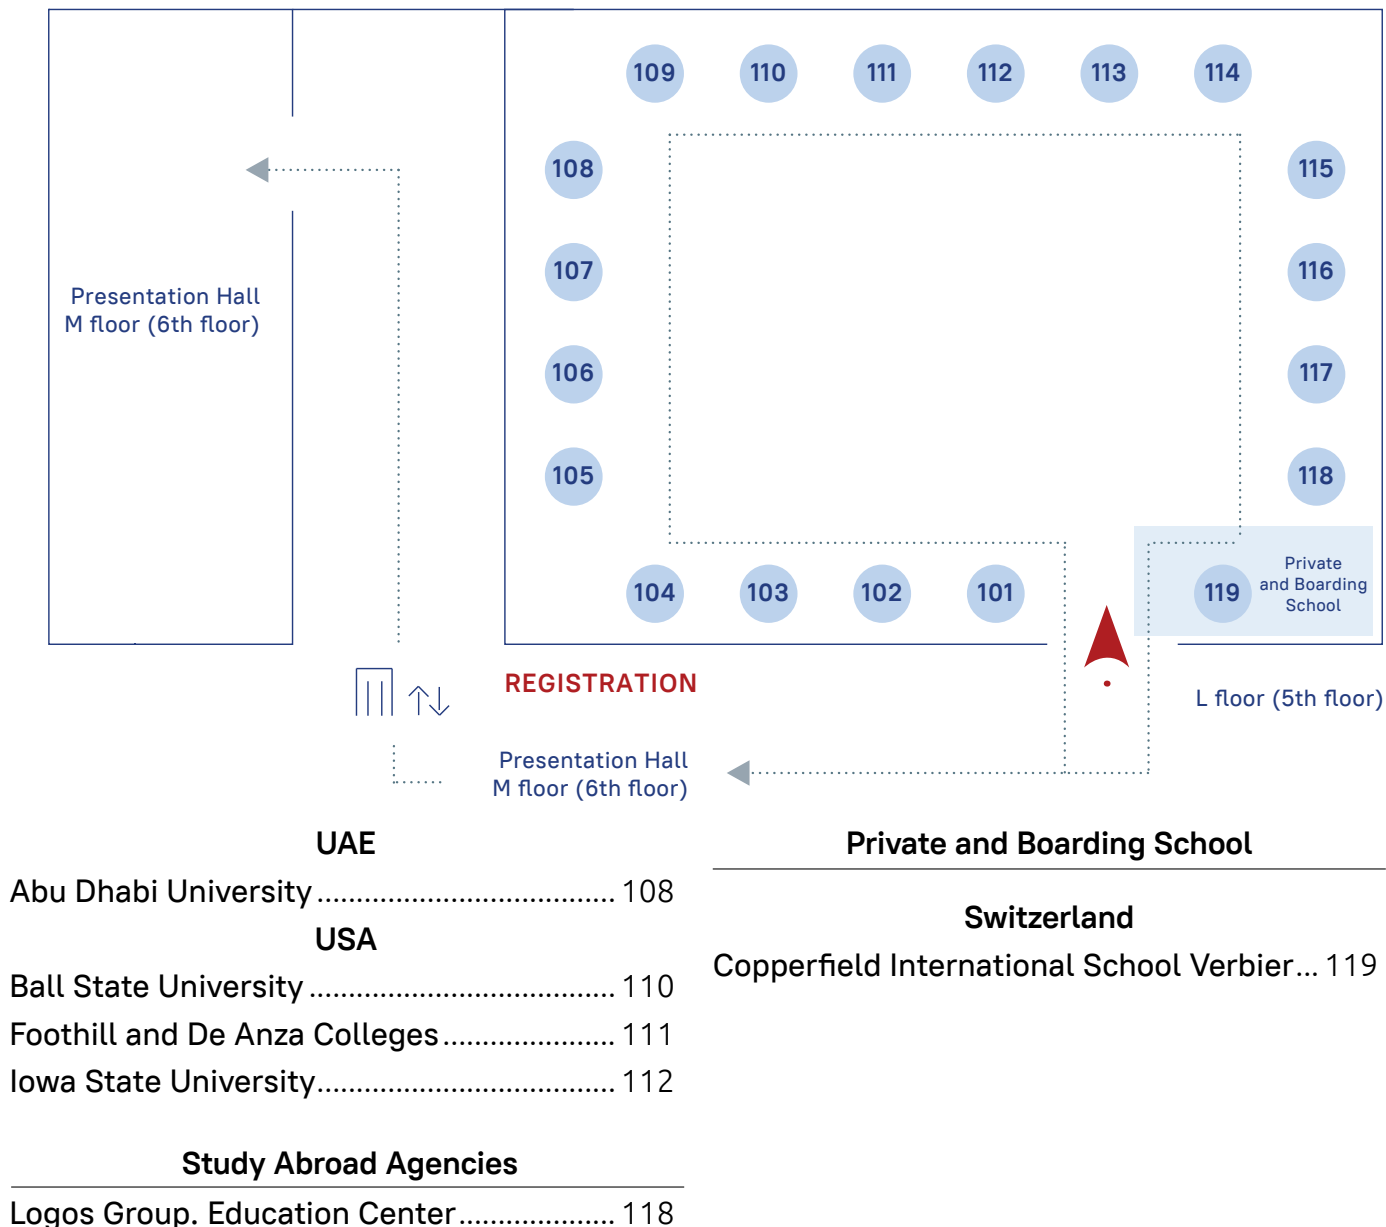 109 110 111 112 113 114
108
115
107
116
Presentation Hall
M floor (6th floor)
106
117
105
118
104 103 102 101 119
Private
and Boarding
School
REGISTRATION
L floor (5th floor)
Presentation Hall
M floor (6th floor)
UAE
Abu Dhabi University...................................... 108
USA
Ball State University ....................................... 110
Foothill and De Anza Colleges...................... 111
Iowa State University...................................... 112
Study Abroad Agencies
Logos Group. Education Center.................... 118
Private and Boarding School
Switzerland
Copperfield International School Verbier... 119